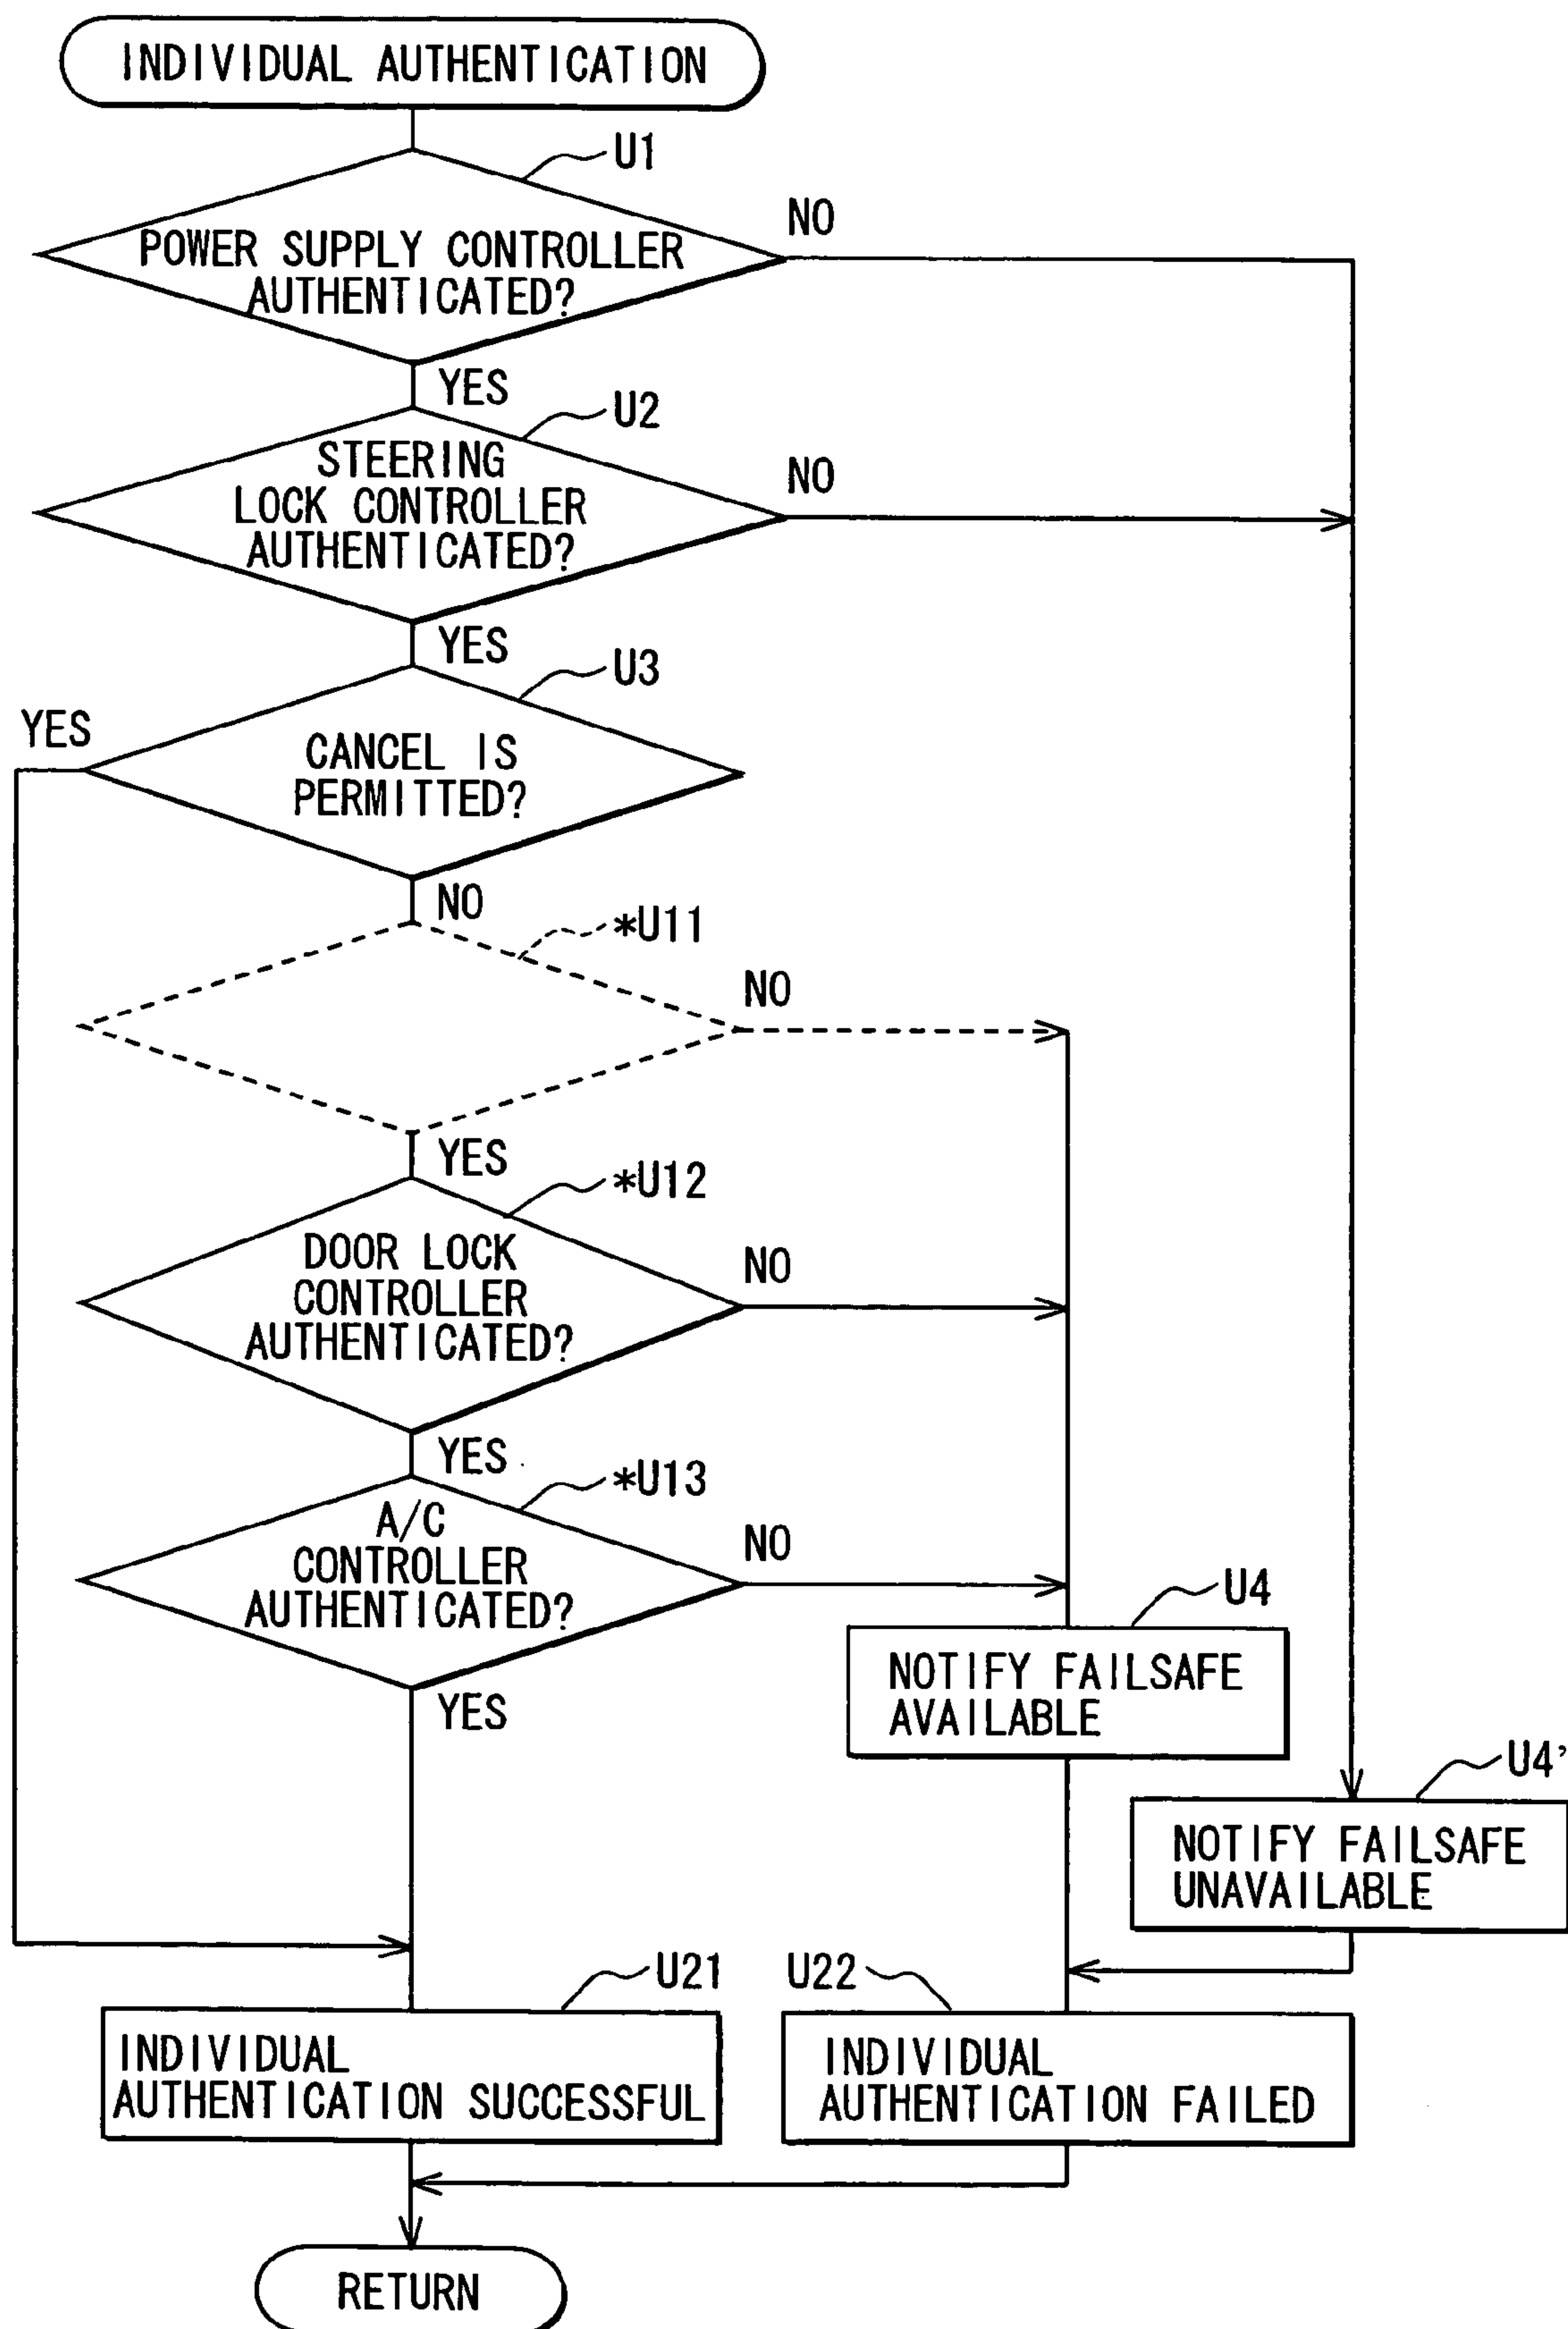 INDIVIDUAL AUTHENTICATION
U1
NO
POWER SUPPLY CONTROLLER
AUTHENTICATED?
YES
U2
STEERING
LOCK CONTROLLER
AUTHENTICATED?
NO
YES
U3
YES
CANCEL IS
PERMITTED?
NO
*U11
NO
YES
*U12
DOOR LOCK
CONTROLLER
AUTHENTICATED?
NO
YES
*U13
A/C
CONTROLLER
AUTHENTICATED?
NO
YES
U4
NOTIFY FAILSAFE
AVAILABLE
U4'
NOTIFY FAILSAFE
UNAVAILABLE
U21
INDIVIDUAL
AUTHENTICATION SUCCESSFUL
U22
INDIVIDUAL
AUTHENTICATION FAILED
RETURN